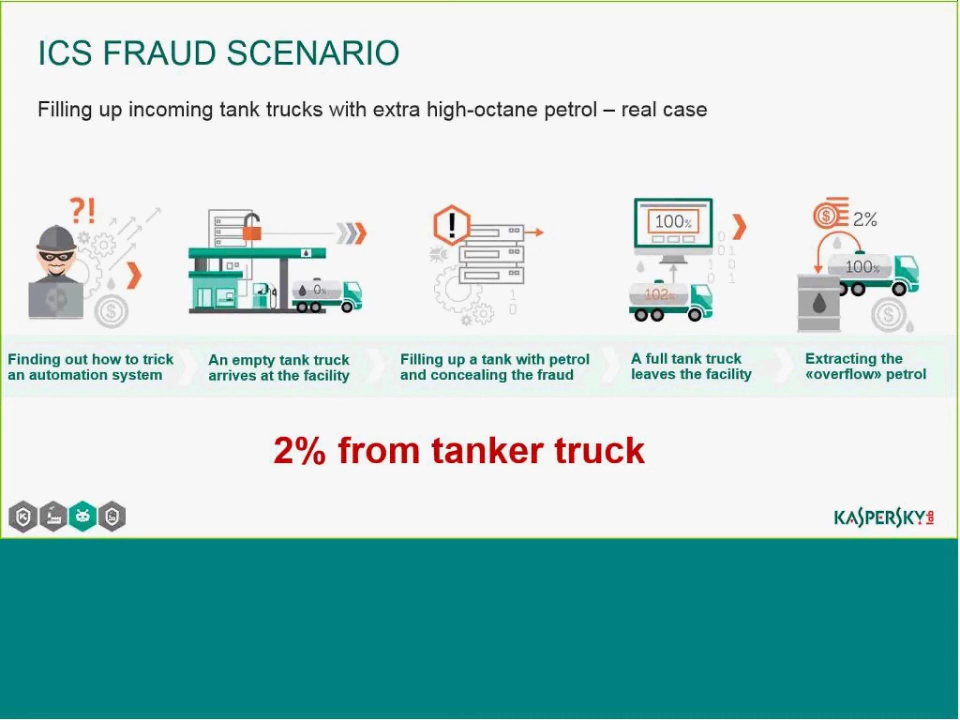 ICS FRAUD SCENARIO
Filling up incoming tank trucks with extra high-octane petrol – real case
?!
0%
!
100%
102%
2%
100%
Finding out how to trick
an automation system
An empty tank truck
arrives at the facility
Filling up a tank with petrol
and concealing the fraud
A full tank truck
leaves the facility
Extracting the
«overflow» petrol
2% from tanker truck
KASPERSKY lab